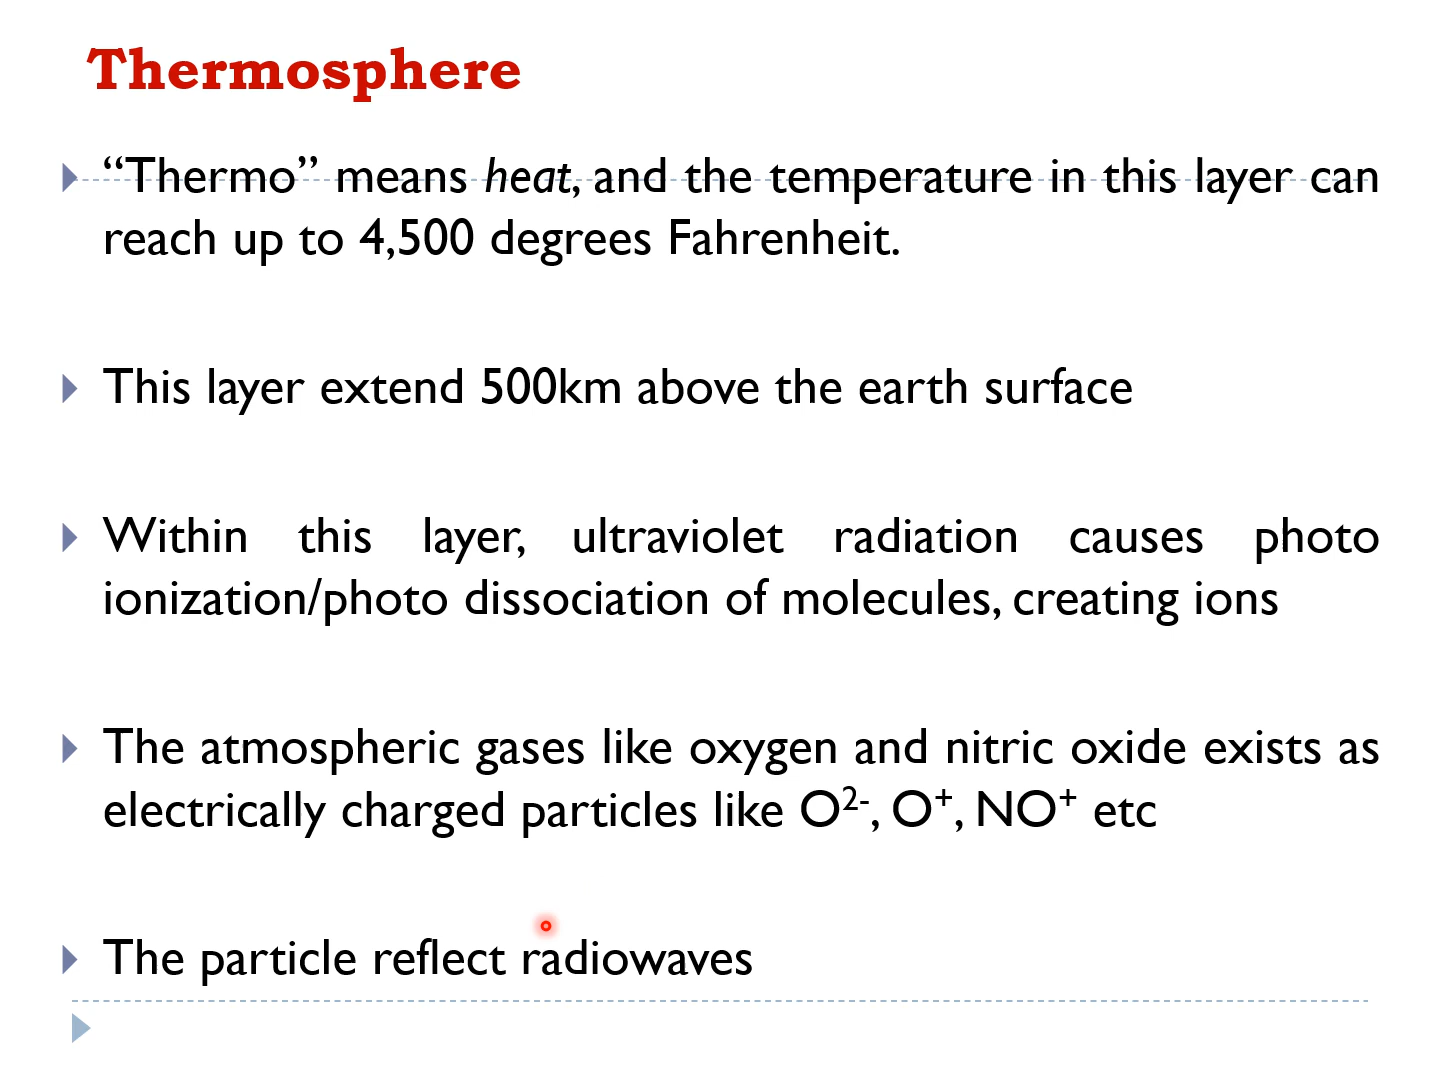 Thermosphere
“Thermo” means heat, and the temperature in this layer can
reach up to 4,500 degrees Fahrenheit.
This layer extend 500km above the earth surface
Within this layer, ultraviolet radiation causes photo
ionization/photo dissociation of molecules, creating ions
The atmospheric gases like oxygen and nitric oxide exists as
electrically charged particles like O²⁻, O⁺, NO⁺ etc
The particle reflect radiowaves